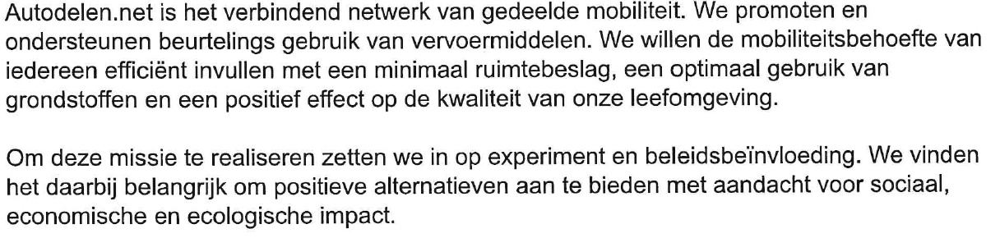 Autodelen.net is het verbindend netwerk van gedeelde mobiliteit. We promoten en
ondersteunen beurtelings gebruik van vervoermiddelen. We willen de mobiliteitsbehoefte van
iedereen efficiënt invullen met een minimaal ruimtebeslag, een optimaal gebruik van
grondstoffen en een positief effect op de kwaliteit van onze leefomgeving.
Om deze missie te realiseren zetten we in op experiment en beleidsbeïnvloeding. We vinden
het daarbij belangrijk om positieve alternatieven aan te bieden met aandacht voor sociaal,
economische en ecologische impact.